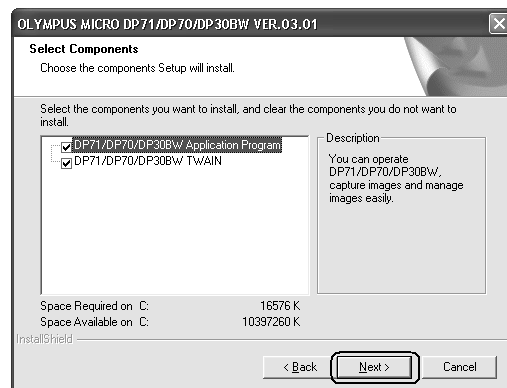 OLYMPUS MICRO DP71/DP70/DP30BW VER.03.01
Select Components
Choose the components Setup will install.
Select the components you want to install, and clear the components you do not want to
install.
DP71/DP70/DP30BW Application Program
DP71/DP70/DP30BW TWAIN
Description
You can operate
DP71/DP70/DP30BW,
capture images and manage
images easily.
Space Required on C: 16576 K
Space Available on C: 10397260 K
InstallShield
< Back Next > Cancel